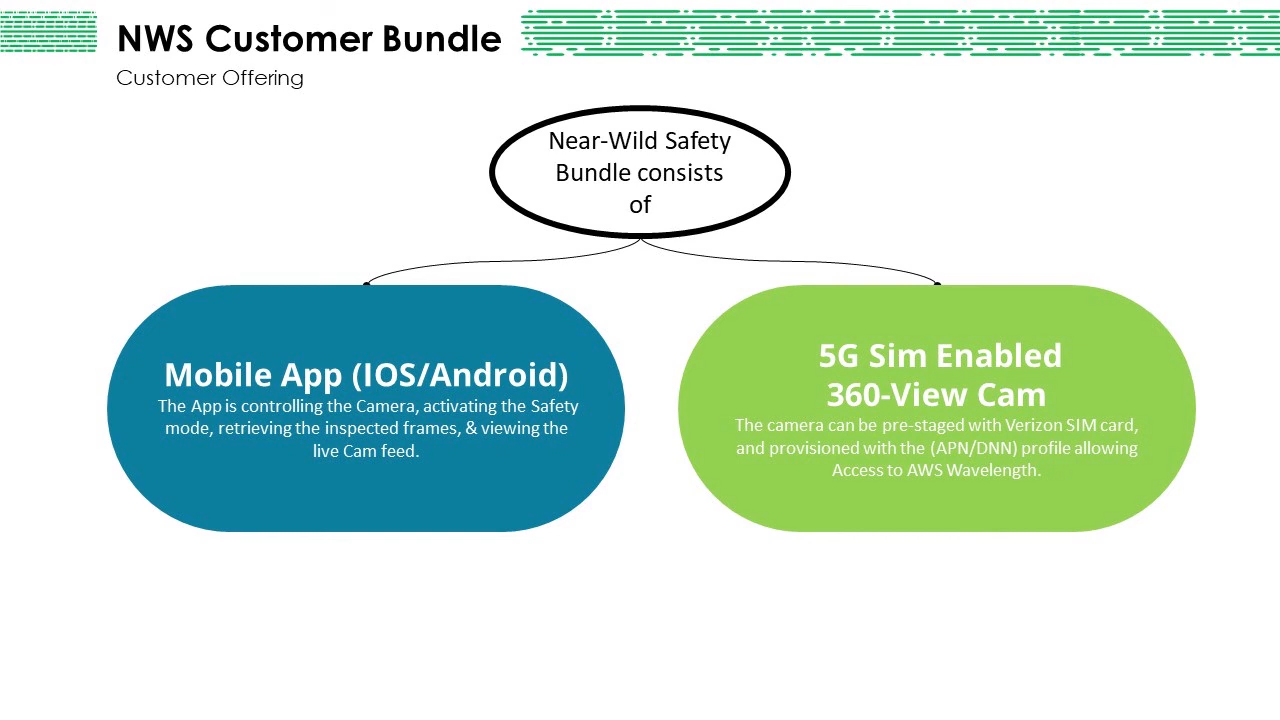 NWS Customer Bundle
Customer Offering
Near-Wild Safety
Bundle consists
of
Mobile App (IOS/Android)
The App is controlling the Camera, activating the Safety
mode, retrieving the inspected frames, & viewing the
live Cam feed.
5G Sim Enabled
360-View Cam
The camera can be pre-staged with Verizon SIM card,
and provisioned with the (APN/DNN) profile allowing
Access to AWS Wavelength.